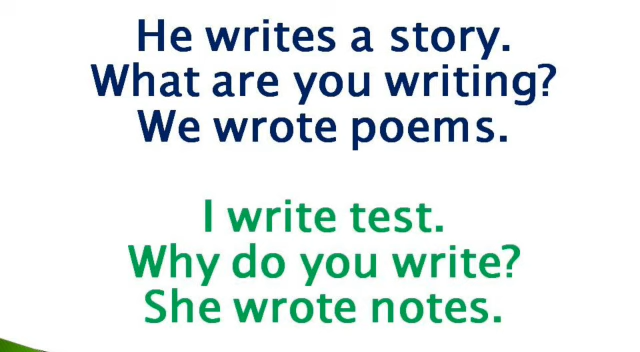 He writes a story.
What are you writing?
We wrote poems.
I write test.
Why do you write?
She wrote notes.